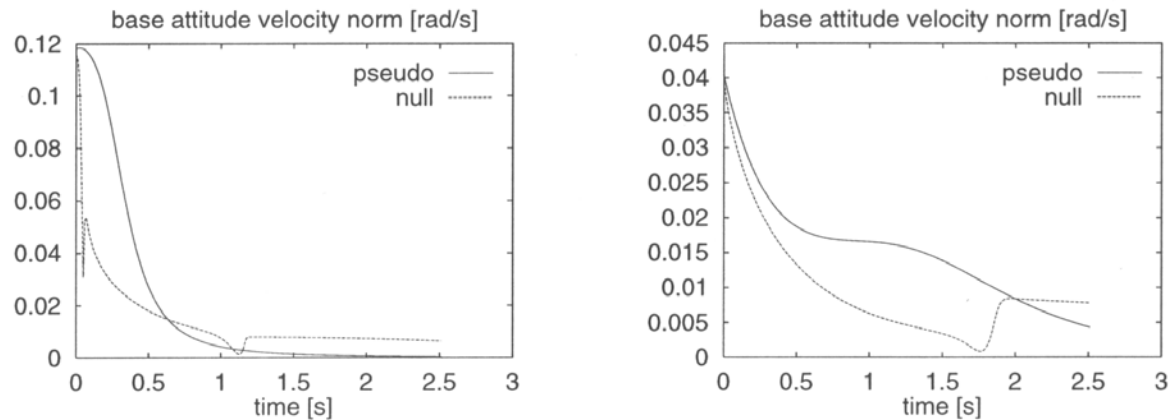 base attitude velocity norm [rad/s]
0.12
0.1
0.08
0.06
0.04
0.02
0
pseudo
null
0 0.5 1 1.5 2 2.5 3
time [s]
base attitude velocity norm [rad/s]
0.045
0.04
0.035
0.03
0.025
0.02
0.015
0.01
0.005
0
pseudo
null
0 0.5 1 1.5 2 2.5 3
time [s]